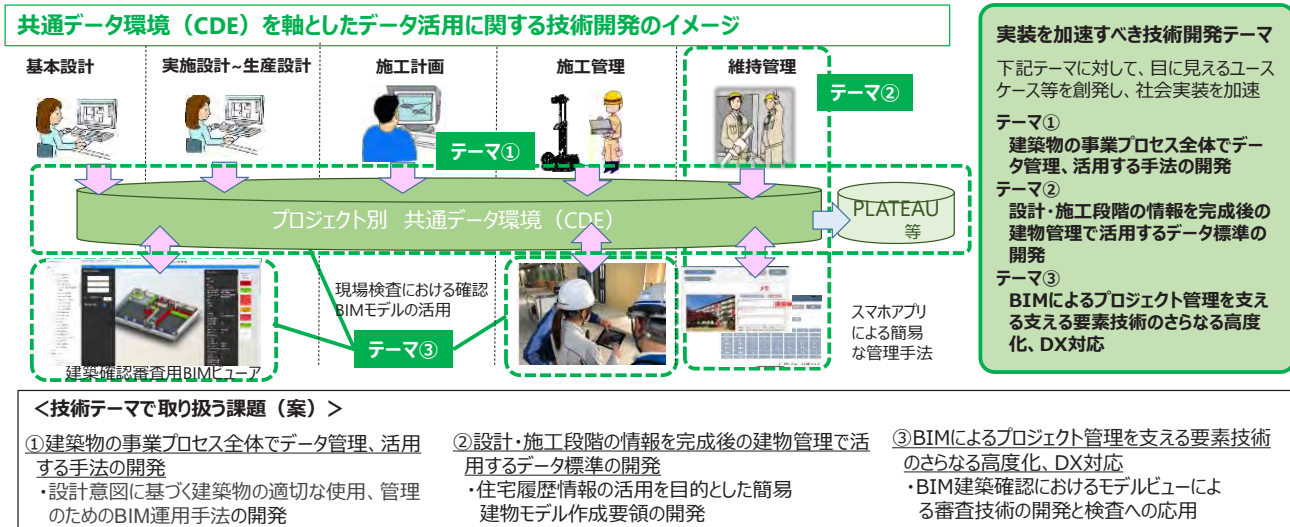 共通データ環境（CDE）を軸としたデータ活用に関する技術開発のイメージ
基本設計
実施設計~生産設計
施工計画
施工管理
維持管理
テーマ②
テーマ①
プロジェクト別　共通データ環境（CDE）
PLATEAU
等
現場検査における確認
BIMモデルの活用
テーマ③
建築確認審査用BIMビューア
メモ
スマホアプリ
による簡易
な管理手法
実装を加速すべき技術開発テーマ
下記テーマに対して、目に見えるユース
ケース等を創発し、社会実装を加速
テーマ①
建築物の事業プロセス全体でデー
タ管理、活用する手法の開発
テーマ②
設計・施工段階の情報を完成後の
建物管理で活用するデータ標準の
開発
テーマ③
BIMによるプロジェクト管理を支え
る支える要素技術のさらなる高度
化、DX対応
＜技術テーマで取り扱う課題（案）＞
①建築物の事業プロセス全体でデータ管理、活用
する手法の開発
・設計意図に基づく建築物の適切な使用、管理
のためのBIM運用手法の開発
②設計・施工段階の情報を完成後の建物管理で活
用するデータ標準の開発
・住宅履歴情報の活用を目的とした簡易
建物モデル作成要領の開発
③BIMによるプロジェクト管理を支える要素技術
のさらなる高度化、DX対応
・BIM建築確認におけるモデルビューによ
る審査技術の開発と検査への応用